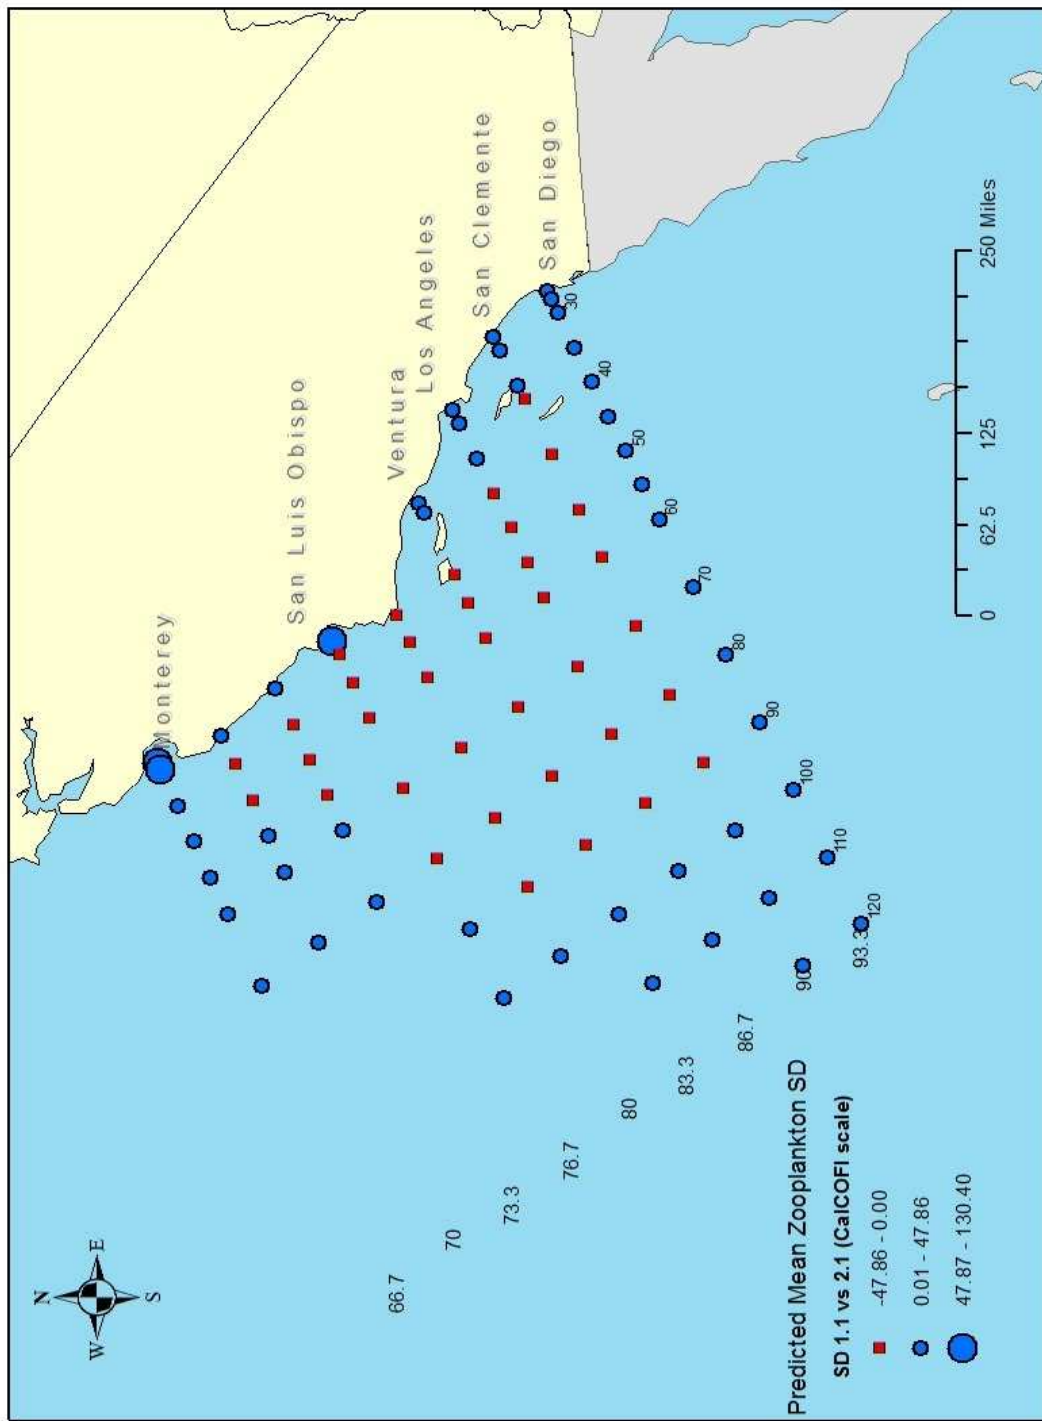 N
W
E
S
Monterey
San Luis Obispo
Ventura
Los Angeles
San Clemente
San Diego
30
40
50
60
70
80
90
100
110
120
66.7
70
73.3
76.7
80
83.3
86.7
90
93.3
Predicted Mean Zooplankton SD
SD 1.1 vs 2.1 (CalCOFI scale)
-47.86 - 0.00
0.01 - 47.86
47.87 - 130.40
0 62.5 125 250 Miles